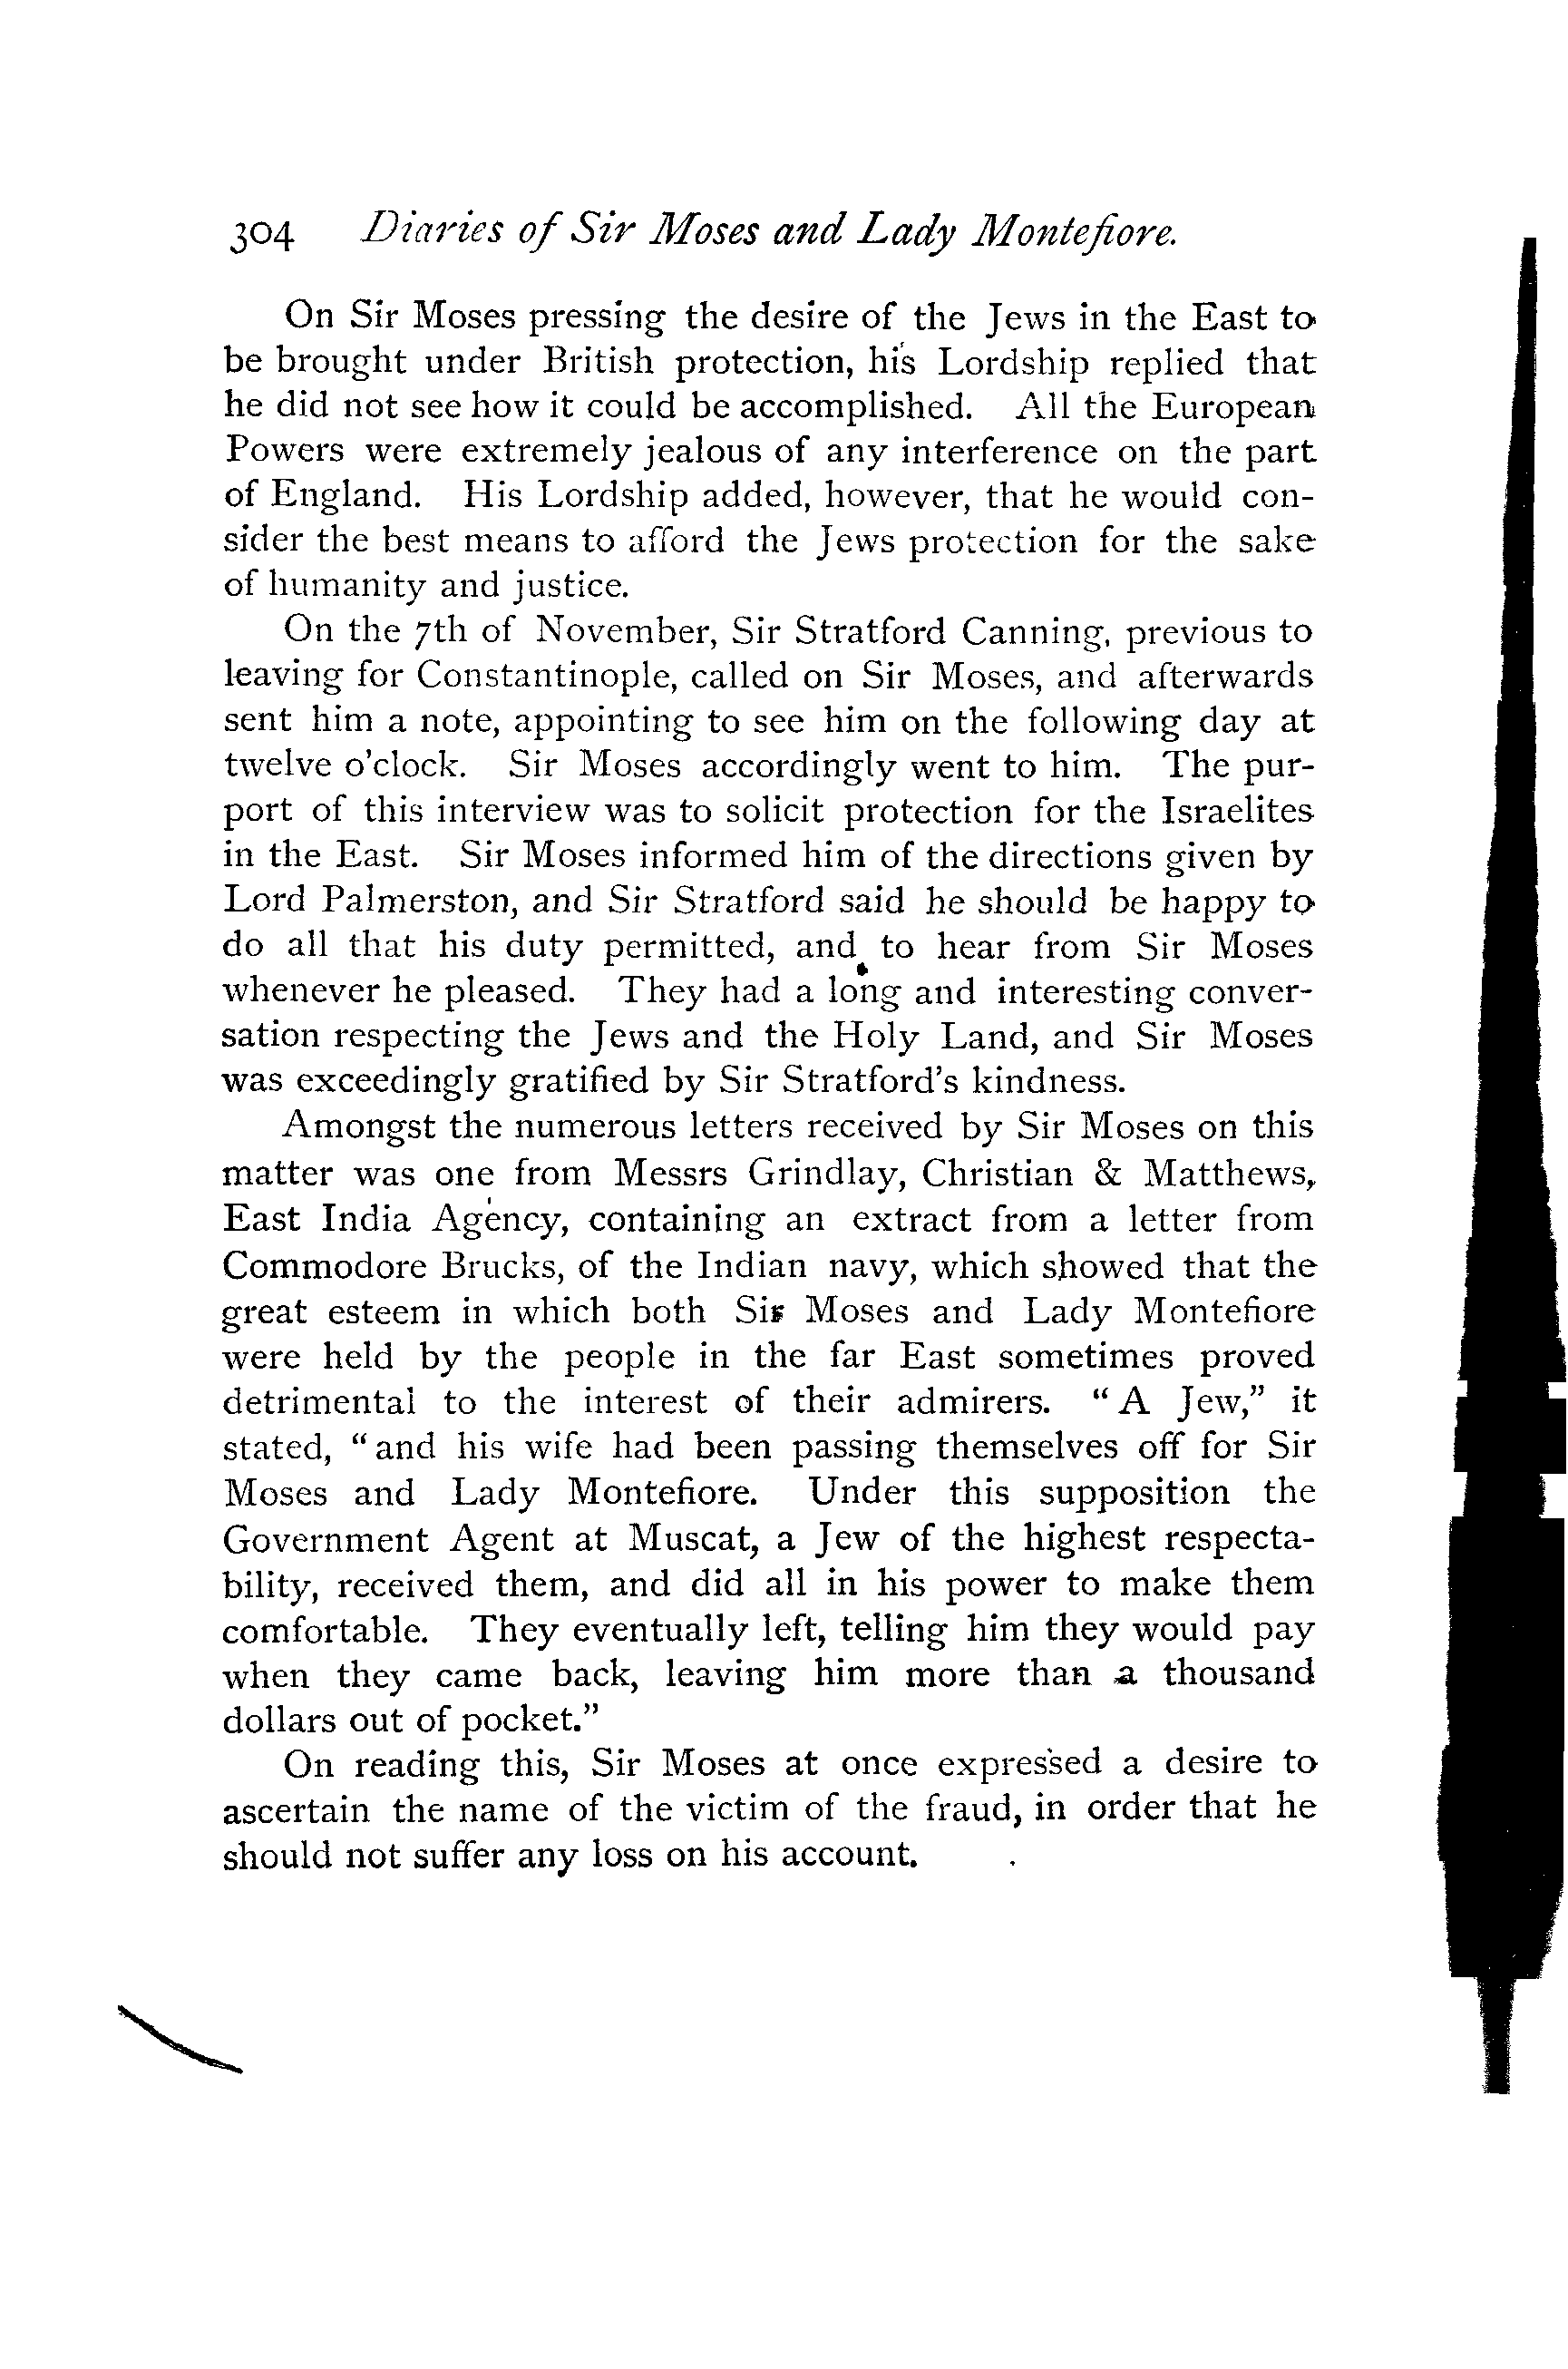 304 Diaries of Sir Moses and Lady Montefiore.
On Sir Moses pressing the desire of the Jews in the East to
be brought under British protection, his Lordship replied that
he did not see how it could be accomplished. All the European
Powers were extremely jealous of any interference on the part
of England. His Lordship added, however, that he would con-
sider the best means to afford the Jews protection for the sake
of humanity and justice.
On the 7th of November, Sir Stratford Canning, previous to
leaving for Constantinople, called on Sir Moses, and afterwards
sent him a note, appointing to see him on the following day at
twelve o'clock. Sir Moses accordingly went to him. The pur-
port of this interview was to solicit protection for the Israelites
in the East. Sir Moses informed him of the directions given by
Lord Palmerston, and Sir Stratford said he should be happy to
do all that his duty permitted, and to hear from Sir Moses
whenever he pleased. They had a long and interesting conver-
sation respecting the Jews and the Holy Land, and Sir Moses
was exceedingly gratified by Sir Stratford's kindness.
Amongst the numerous letters received by Sir Moses on this
matter was one from Messrs Grindlay, Christian & Matthews,
East India Agency, containing an extract from a letter from
Commodore Brucks, of the Indian navy, which showed that the
great esteem in which both Sir Moses and Lady Montefiore
were held by the people in the far East sometimes proved
detrimental to the interest of their admirers. "A Jew," it
stated, "and his wife had been passing themselves off for Sir
Moses and Lady Montefiore. Under this supposition the
Government Agent at Muscat, a Jew of the highest respecta-
bility, received them, and did all in his power to make them
comfortable. They eventually left, telling him they would pay
when they came back, leaving him more than a thousand
dollars out of pocket."
On reading this, Sir Moses at once expressed a desire to
ascertain the name of the victim of the fraud, in order that he
should not suffer any loss on his account.